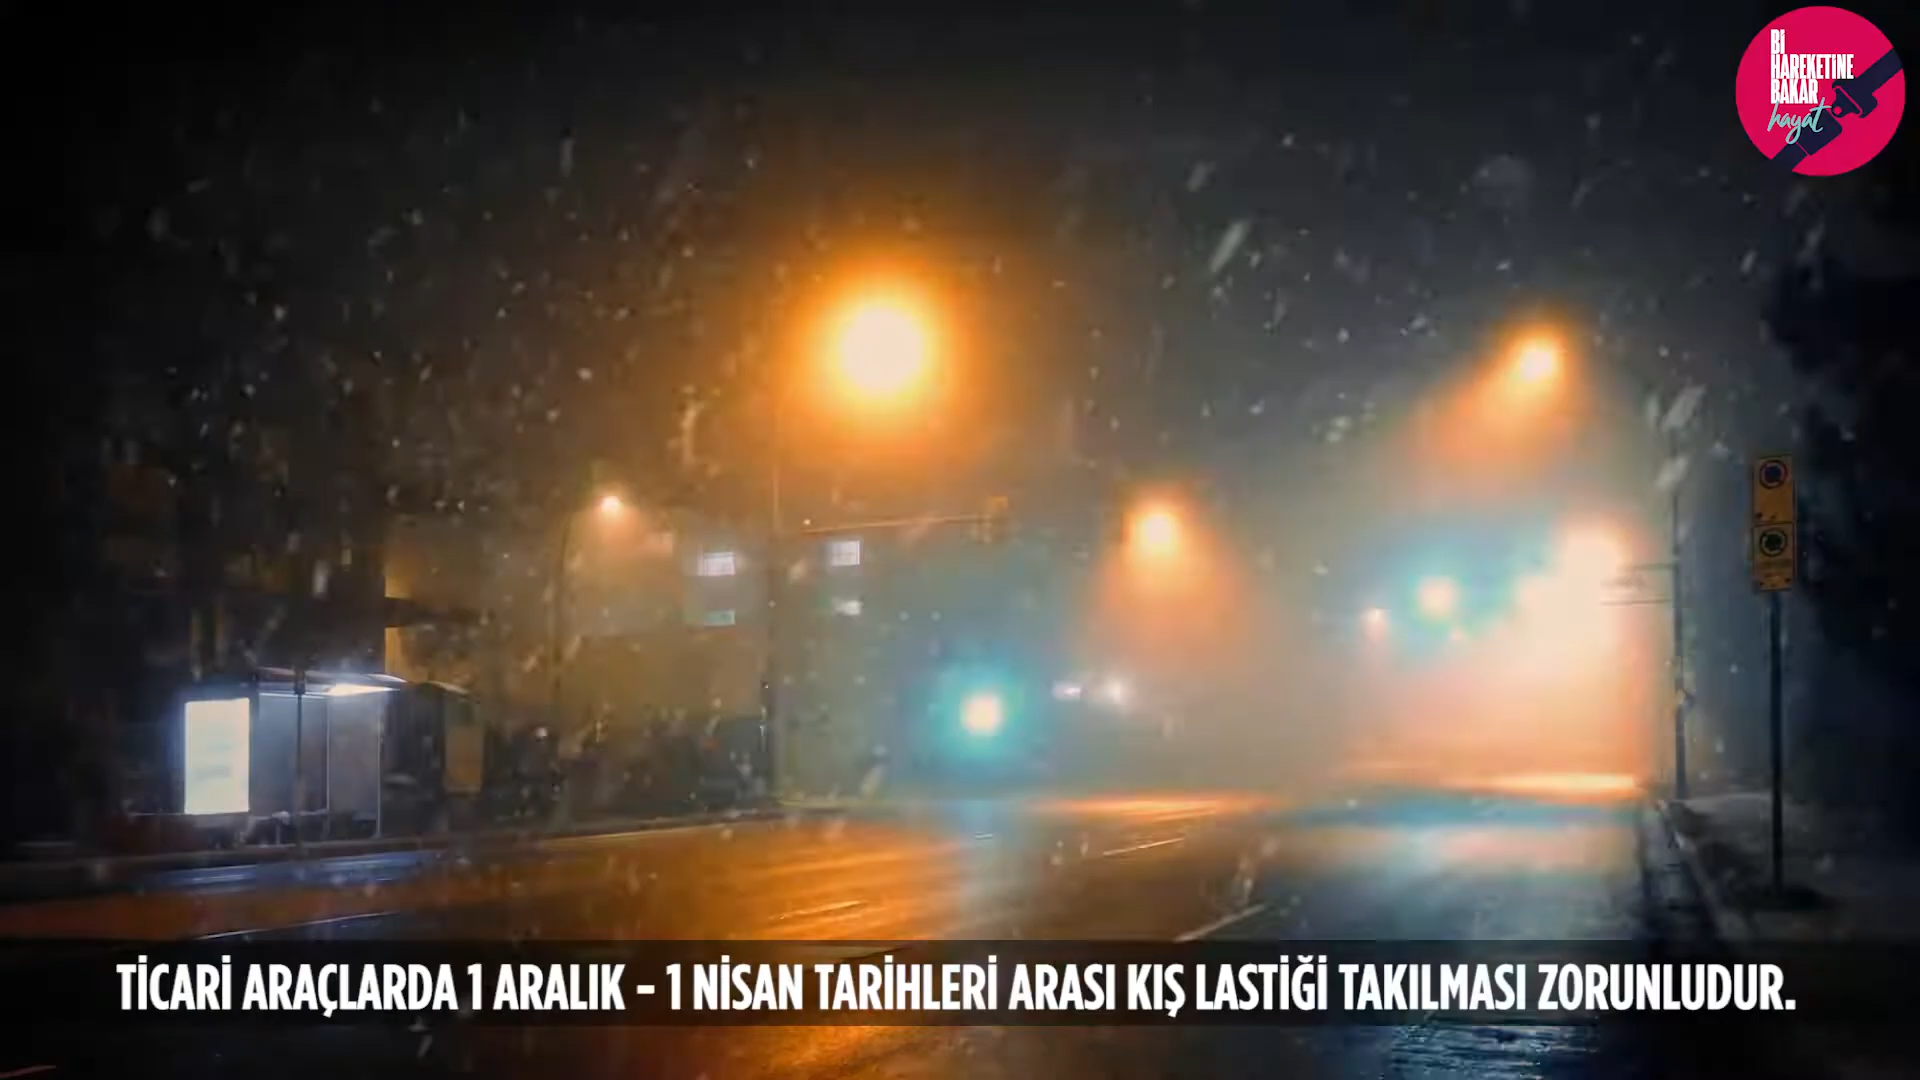 Bİ
HAREKETİNE
BAKAR
hayat
TİCARİ ARAÇLARDA 1 ARALIK - 1 NİSAN TARİHLERİ ARASI KIŞ LASTİĞİ TAKILMASI ZORUNLUDUR.